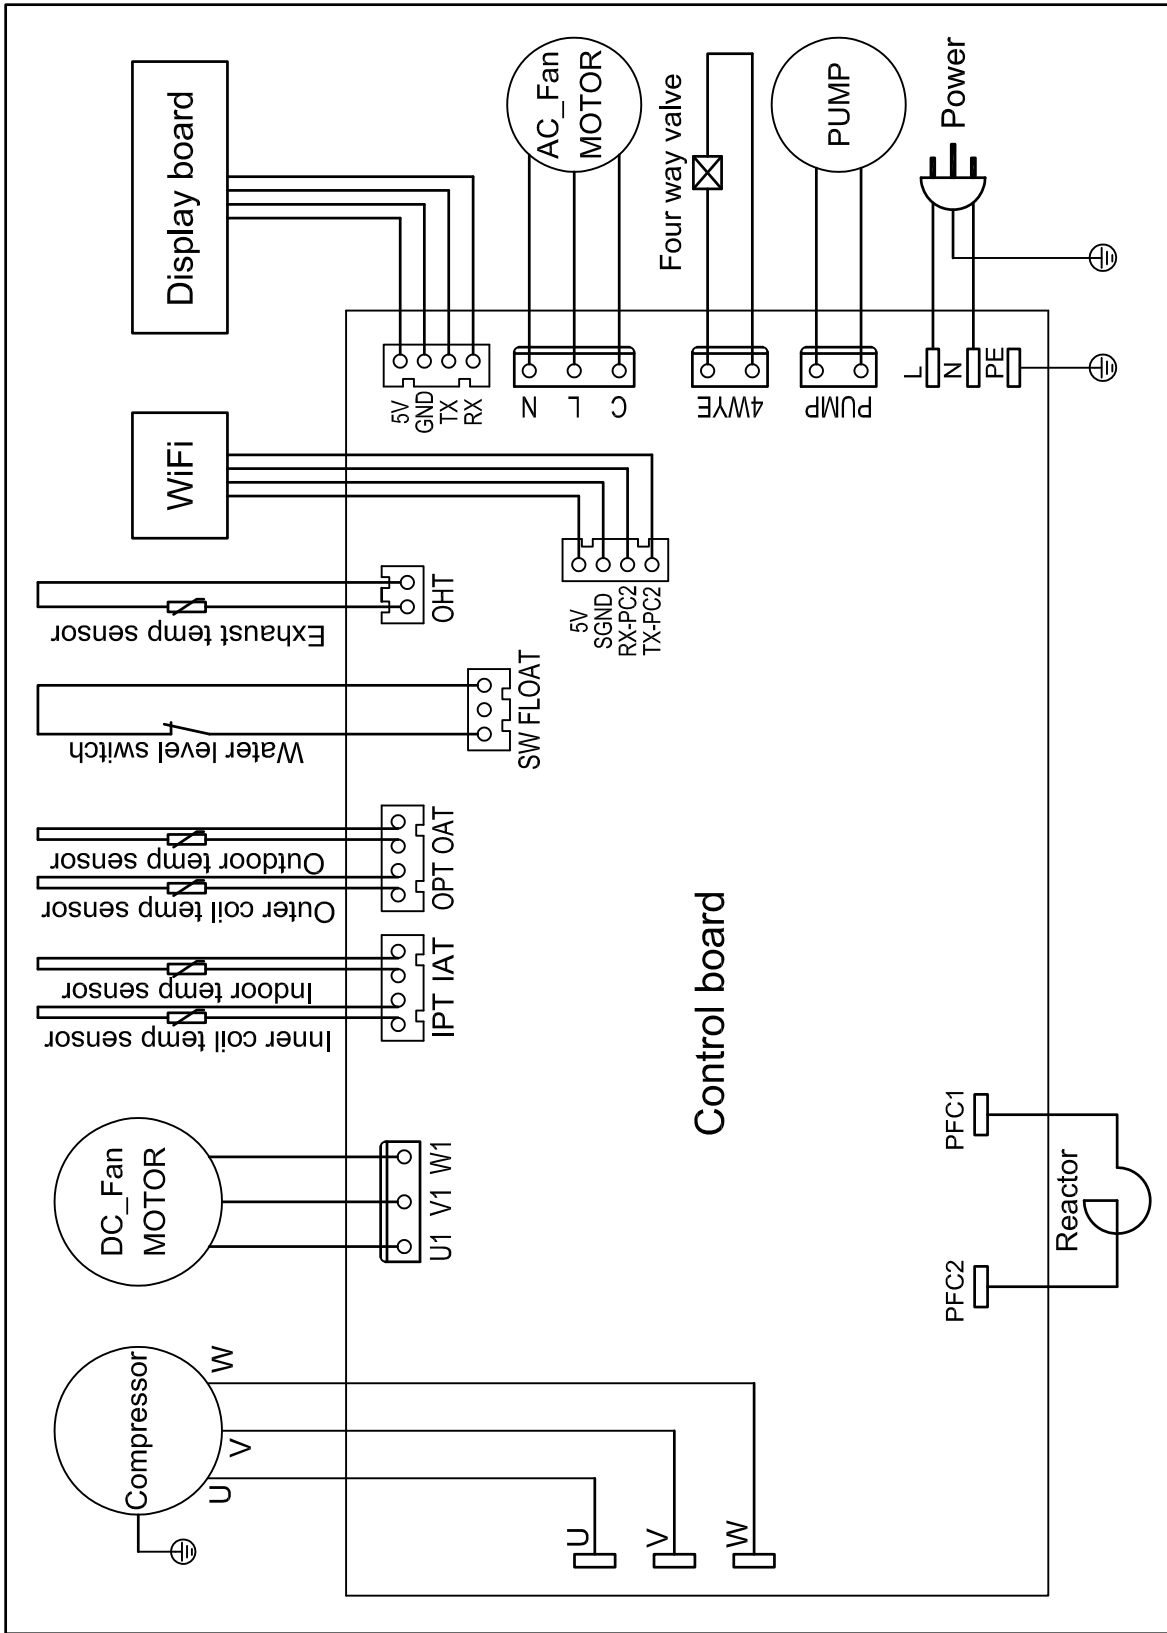 Display board
AC_Fan
MOTOR
Four way valve
PUMP
Power
5V
GND
TX
RX
N
L
C
4WYE
PUMP
L
N
PE
WiFi
5V
SGND
RX-PC2
TX-PC2
Exhaust temp sensor
OHT
Water level switch
SW FLOAT
Outdoor temp sensor
Outer coil temp sensor
OPT OAT
Indoor temp sensor
Inner coil temp sensor
IPT IAT
Control board
DC_Fan
MOTOR
U1 V1 W1
PFC1
PFC2
Reactor
Compressor
U
V
W
U
V
W